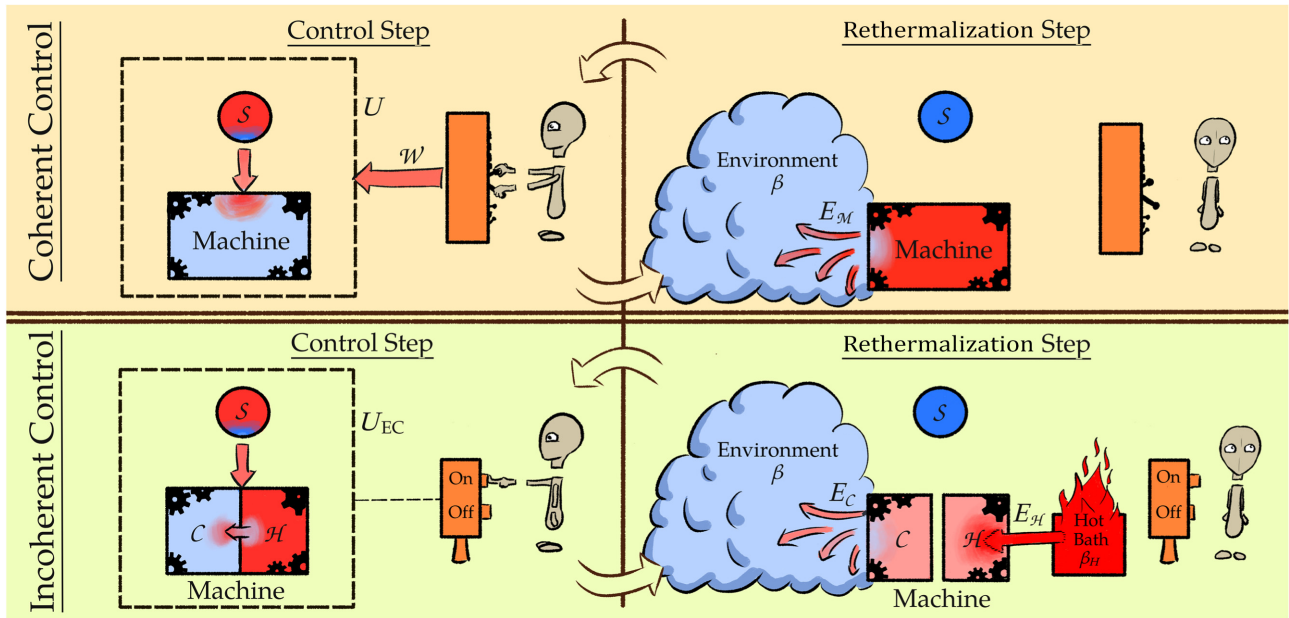 Coherent Control
Control Step
𝒮
U
𝒲
Machine
Rethermalization Step
𝒮
Environment
β
E_ℳ
Machine
Incoherent Control
Control Step
𝒮
U_EC
On
Off
𝒞
ℋ
Machine
Rethermalization Step
𝒮
Environment
β
E_𝒞
𝒞
ℋ
E_ℋ
Hot
Bath
β_H
On
Off
Machine